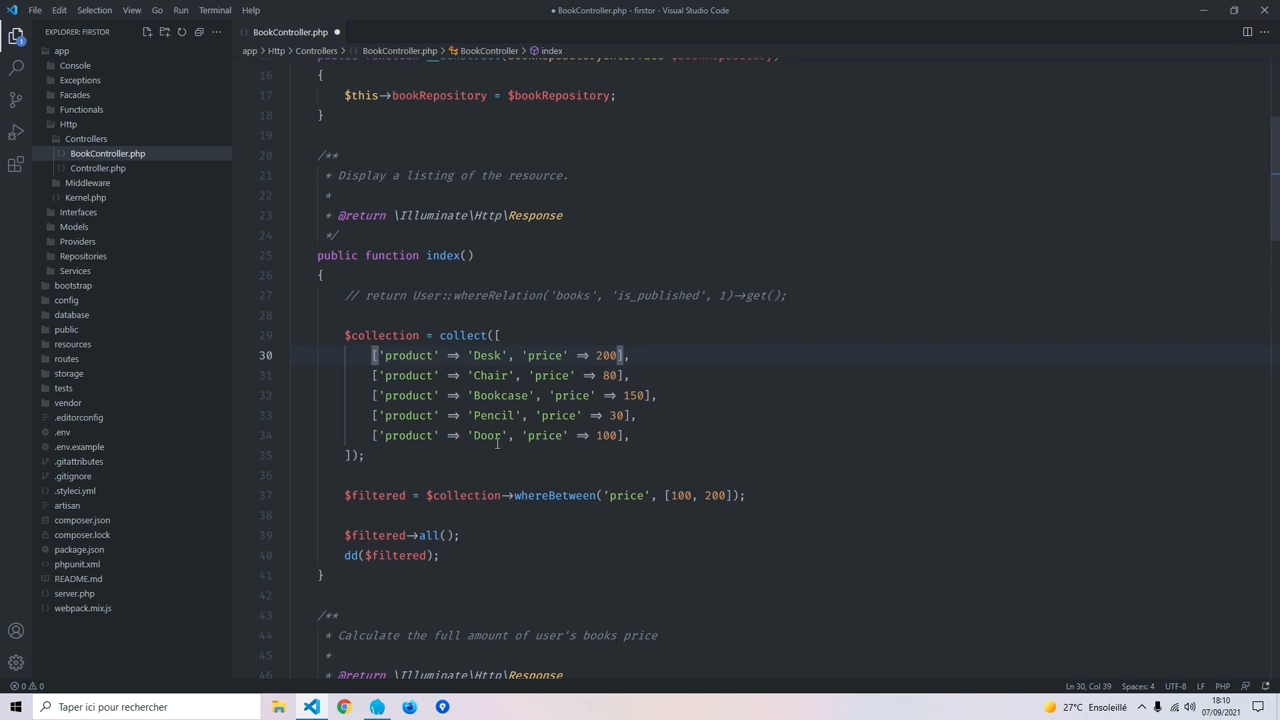 File Edit Selection View Go Run Terminal Help
● BookController.php - firstor - Visual Studio Code
EXPLORER: FIRSTOR
BookController.php
app > Http > Controllers > BookController.php > BookController > index
app
Console
Exceptions
Facades
Functionals
Http
Controllers
BookController.php
Controller.php
Middleware
Kernel.php
Interfaces
Models
Providers
Repositories
Services
bootstrap
config
database
public
resources
routes
storage
tests
vendor
.editorconfig
.env
.env.example
.gitattributes
.gitignore
.styleci.yml
artisan
composer.json
composer.lock
package.json
phpunit.xml
README.md
server.php
webpack.mix.js
public function __construct(BookRepositoryInterface $bookRepository)
16 {
17 $this->bookRepository = $bookRepository;
18 }
19
20 /**
21 * Display a listing of the resource.
22 *
23 * @return \Illuminate\Http\Response
24 */
25 public function index()
26 {
27 // return User::whereRelation('books', 'is_published', 1)->get();
28
29 $collection = collect([
30 ['product' => 'Desk', 'price' => 200],
31 ['product' => 'Chair', 'price' => 80],
32 ['product' => 'Bookcase', 'price' => 150],
33 ['product' => 'Pencil', 'price' => 30],
34 ['product' => 'Door', 'price' => 100],
35 ]);
36
37 $filtered = $collection->whereBetween('price', [100, 200]);
38
39 $filtered->all();
40 dd($filtered);
41 }
42
43 /**
44 * Calculate the full amount of user's books price
45 *
46 * @return \Illuminate\Http\Response
0 0
Ln 30, Col 39 Spaces: 4 UTF-8 LF PHP
Taper ici pour rechercher
27°C Ensoleillé
18:10
07/09/2021